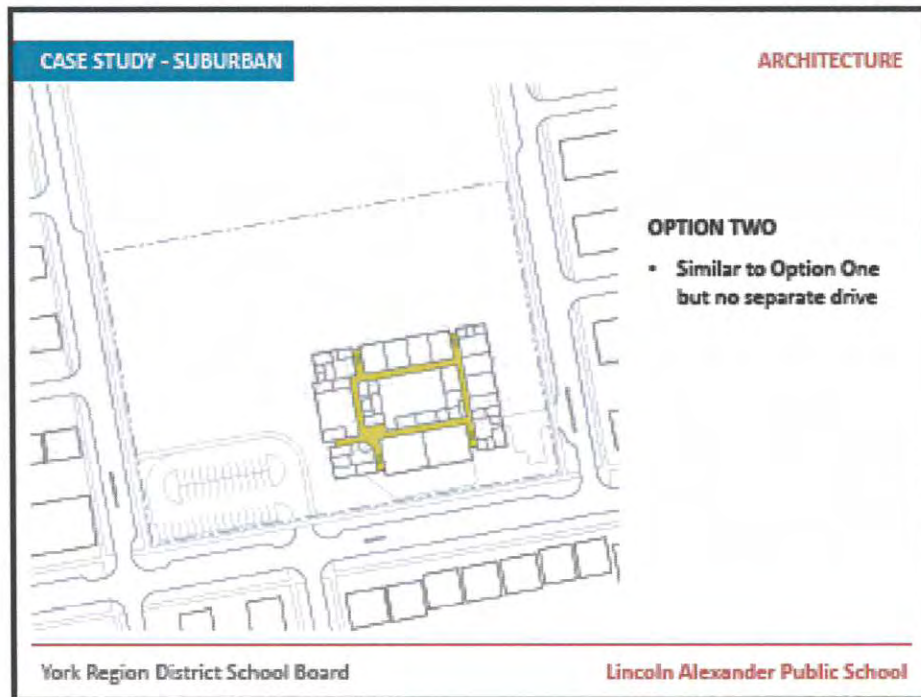 CASE STUDY - SUBURBAN
ARCHITECTURE
OPTION TWO
• Similar to Option One
but no separate drive
York Region District School Board
Lincoln Alexander Public School